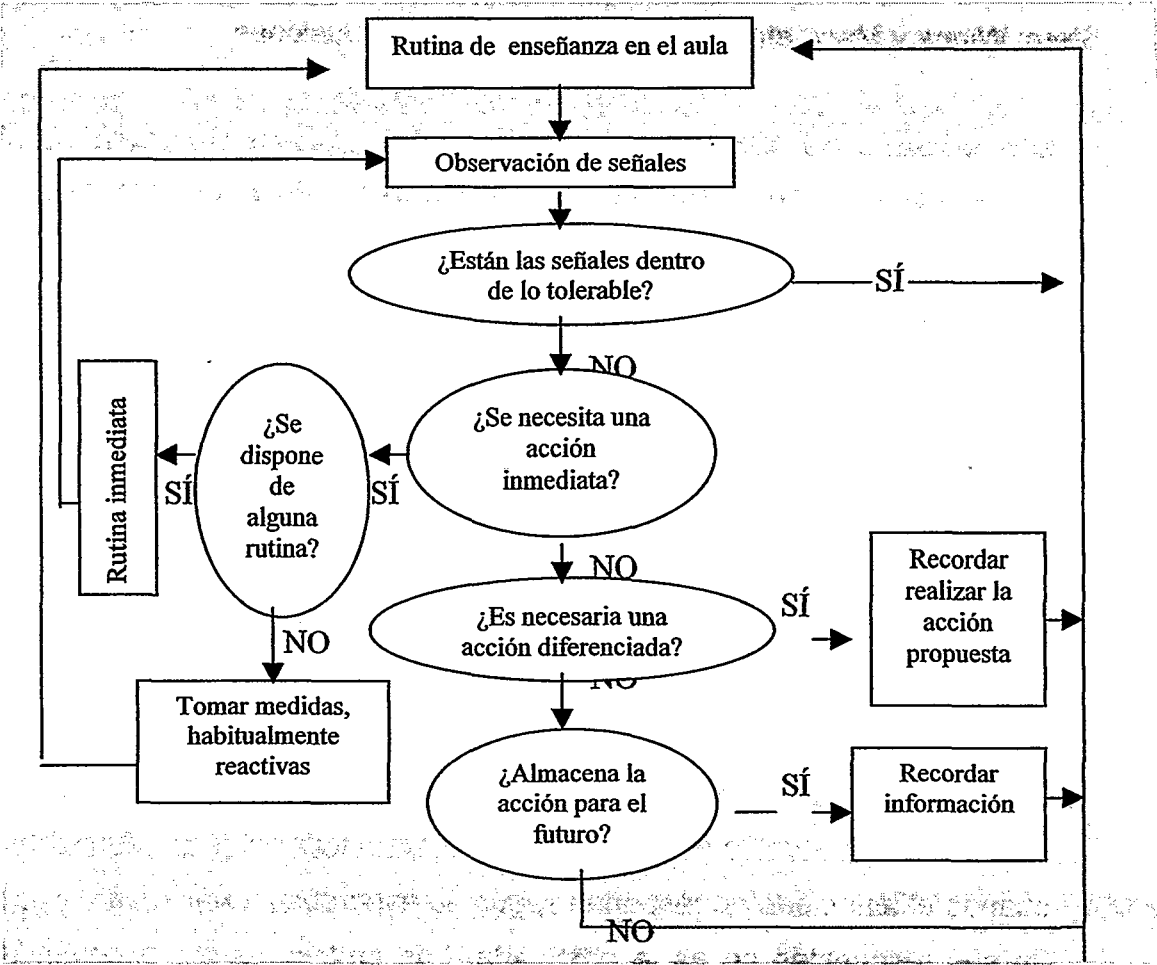 Rutina de enseñanza en el aula
Observación de señales
¿Están las señales dentro
de lo tolerable?
SÍ
NO
¿Se necesita una
acción
inmediata?
SÍ
¿Se
dispone
de
alguna
rutina?
SÍ
Rutina inmediata
NO
Tomar medidas,
habitualmente
reactivas
NO
¿Es necesaria una
acción diferenciada?
SÍ
Recordar
realizar la
acción
propuesta
NO
¿Almacena la
acción para el
futuro?
SÍ
Recordar
información
NO